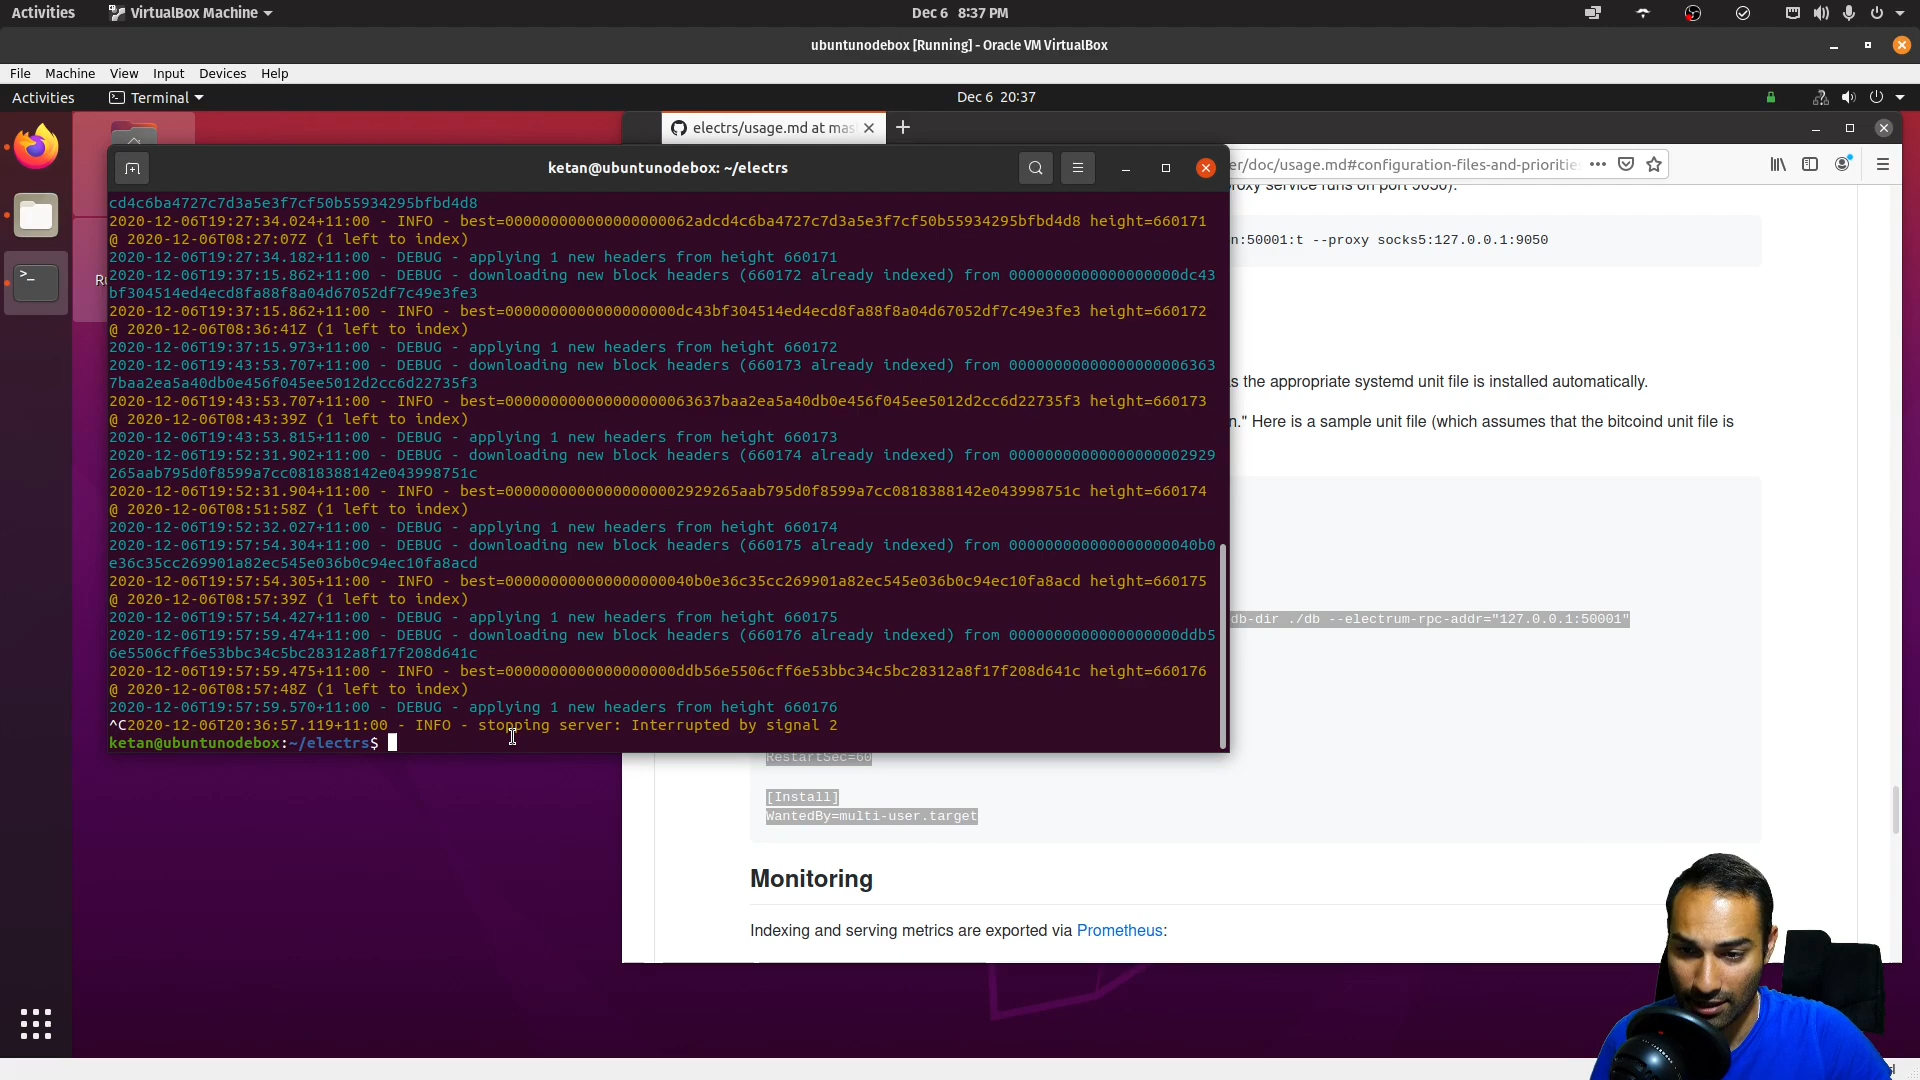 Activities
VirtualBox Machine
Dec 6 8:37 PM
ubuntunodebox [Running] - Oracle VM VirtualBox
File Machine View Input Devices Help
Activities
Terminal
Dec 6 20:37
electrs/usage.md at mas
er/doc/usage.md#configuration-files-and-prioritie
ketan@ubuntunodebox: ~/electrs
cd4c6ba4727c7d3a5e3f7cf50b55934295bfbd4d8
2020-12-06T19:27:34.024+11:00 - INFO - best=000000000000000000062adcd4c6ba4727c7d3a5e3f7cf50b55934295bfbd4d8 height=660171
@ 2020-12-06T08:27:07Z (1 left to index)
2020-12-06T19:27:34.182+11:00 - DEBUG - applying 1 new headers from height 660171
2020-12-06T19:37:15.862+11:00 - DEBUG - downloading new block headers (660172 already indexed) from 0000000000000000000dc43
bf304514ed4ecd8fa88f8a04d67052df7c49e3fe3
2020-12-06T19:37:15.862+11:00 - INFO - best=0000000000000000000dc43bf304514ed4ecd8fa88f8a04d67052df7c49e3fe3 height=660172
@ 2020-12-06T08:36:41Z (1 left to index)
2020-12-06T19:37:15.973+11:00 - DEBUG - applying 1 new headers from height 660172
2020-12-06T19:43:53.707+11:00 - DEBUG - downloading new block headers (660173 already indexed) from 00000000000000000006363
7baa2ea5a40db0e456f045ee5012d2cc6d22735f3
2020-12-06T19:43:53.707+11:00 - INFO - best=000000000000000000063637baa2ea5a40db0e456f045ee5012d2cc6d22735f3 height=660173
@ 2020-12-06T08:43:39Z (1 left to index)
2020-12-06T19:43:53.815+11:00 - DEBUG - applying 1 new headers from height 660173
2020-12-06T19:52:31.902+11:00 - DEBUG - downloading new block headers (660174 already indexed) from 00000000000000000002929
265aab795d0f8599a7cc0818388142e043998751c
2020-12-06T19:52:31.904+11:00 - INFO - best=00000000000000000002929265aab795d0f8599a7cc0818388142e043998751c height=660174
@ 2020-12-06T08:51:58Z (1 left to index)
2020-12-06T19:52:32.027+11:00 - DEBUG - applying 1 new headers from height 660174
2020-12-06T19:57:54.304+11:00 - DEBUG - downloading new block headers (660175 already indexed) from 000000000000000000040b0
e36c35cc269901a82ec545e036b0c94ec10fa8acd
2020-12-06T19:57:54.305+11:00 - INFO - best=000000000000000000040b0e36c35cc269901a82ec545e036b0c94ec10fa8acd height=660175
@ 2020-12-06T08:57:39Z (1 left to index)
2020-12-06T19:57:54.427+11:00 - DEBUG - applying 1 new headers from height 660175
2020-12-06T19:57:59.474+11:00 - DEBUG - downloading new block headers (660176 already indexed) from 0000000000000000000ddb5
6e5506cff6e53bbc34c5bc28312a8f17f208d641c
2020-12-06T19:57:59.475+11:00 - INFO - best=0000000000000000000ddb56e5506cff6e53bbc34c5bc28312a8f17f208d641c height=660176
@ 2020-12-06T08:57:48Z (1 left to index)
2020-12-06T19:57:59.570+11:00 - DEBUG - applying 1 new headers from height 660176
^C2020-12-06T20:36:57.119+11:00 - INFO - stopping server: Interrupted by signal 2
ketan@ubuntunodebox:~/electrs$
n:50001:t --proxy socks5:127.0.0.1:9050
s the appropriate systemd unit file is installed automatically.
n." Here is a sample unit file (which assumes that the bitcoind unit file is
db-dir ./db --electrum-rpc-addr="127.0.0.1:50001"
RestartSec=60
[Install]
WantedBy=multi-user.target
Monitoring
Indexing and serving metrics are exported via Prometheus: